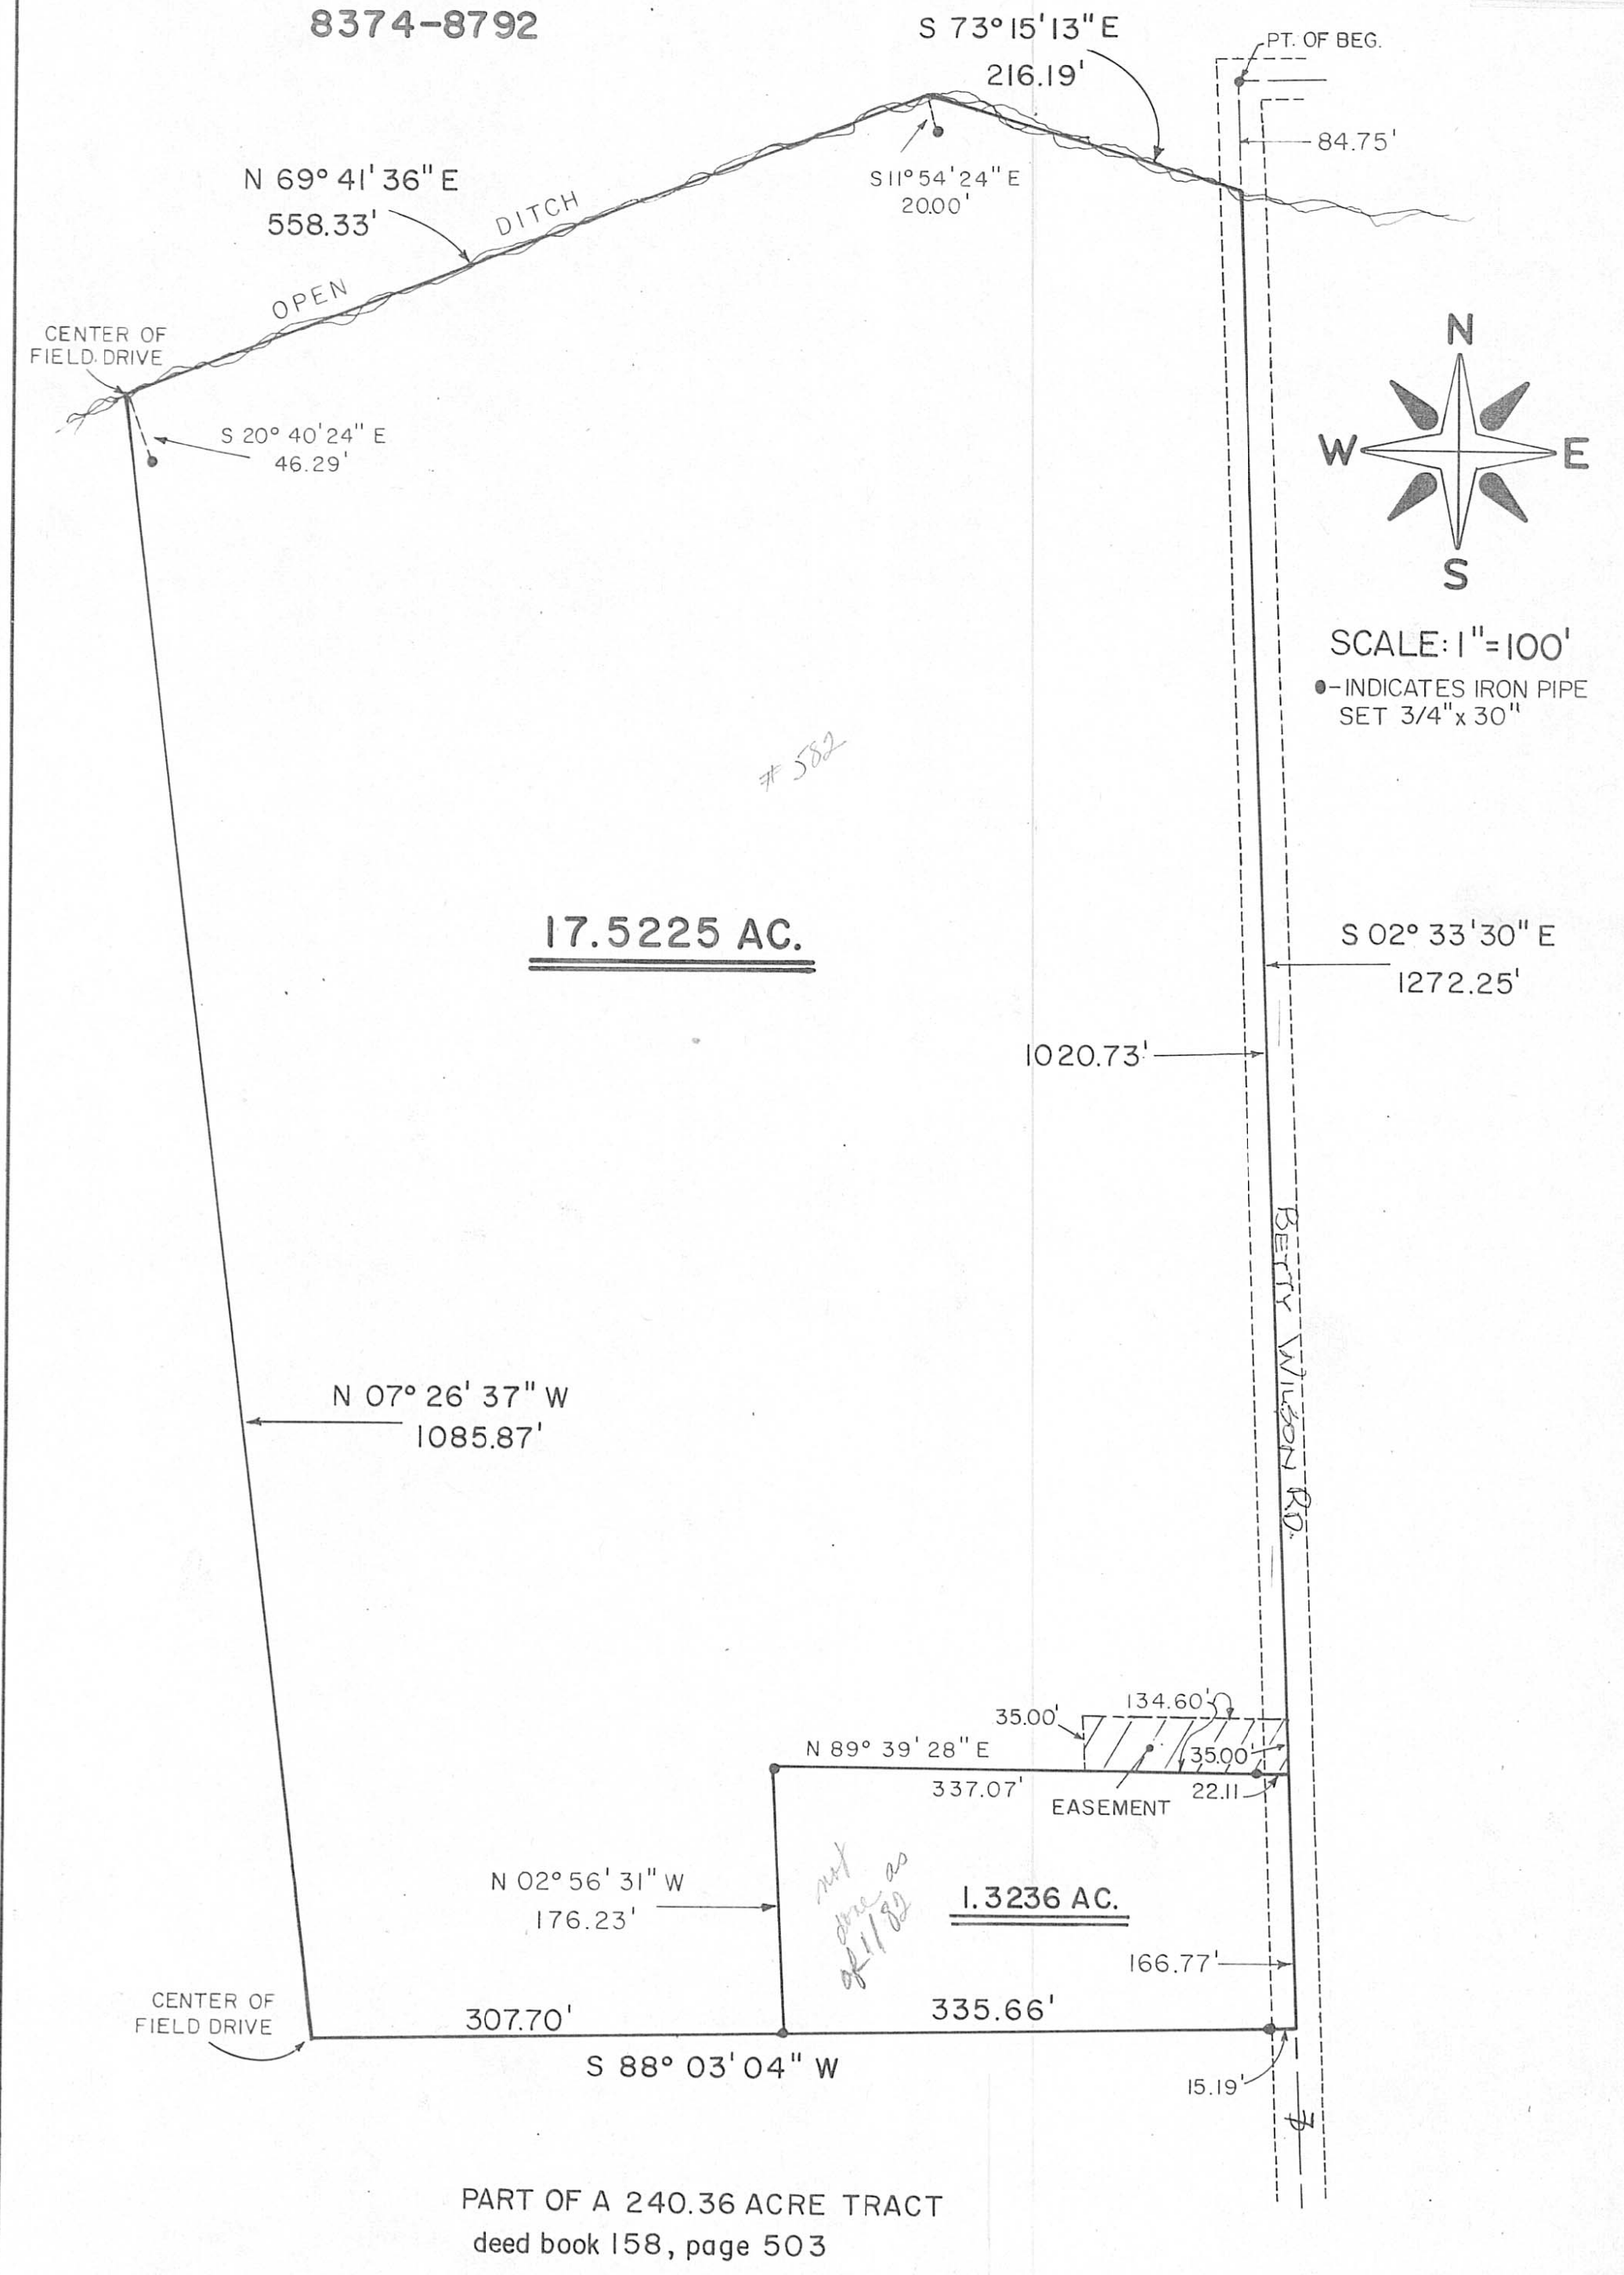 8374-8792
S 73° 15' 13" E
216.19'
PT. OF BEG.
84.75'
N 69° 41' 36" E
558.33'
OPEN DITCH
S 11° 54' 24" E
20.00'
CENTER OF
FIELD DRIVE
S 20° 40' 24" E
46.29'
N
W
E
S
SCALE: 1"=100'
●-INDICATES IRON PIPE
SET 3/4" x 30"
# 582
17.5225 AC.
S 02° 33' 30" E
1272.25'
1020.73'
BETTY WILSON RD.
N 07° 26' 37" W
1085.87'
35.00'
134.60'
N 89° 39' 28" E
35.00'
337.07'
22.11
EASEMENT
N 02° 56' 31" W
176.23'
not
done as
of 1/82
1.3236 AC.
166.77'
CENTER OF
FIELD DRIVE
307.70'
335.66'
S 88° 03' 04" W
15.19'
PART OF A 240.36 ACRE TRACT
deed book 158, page 503